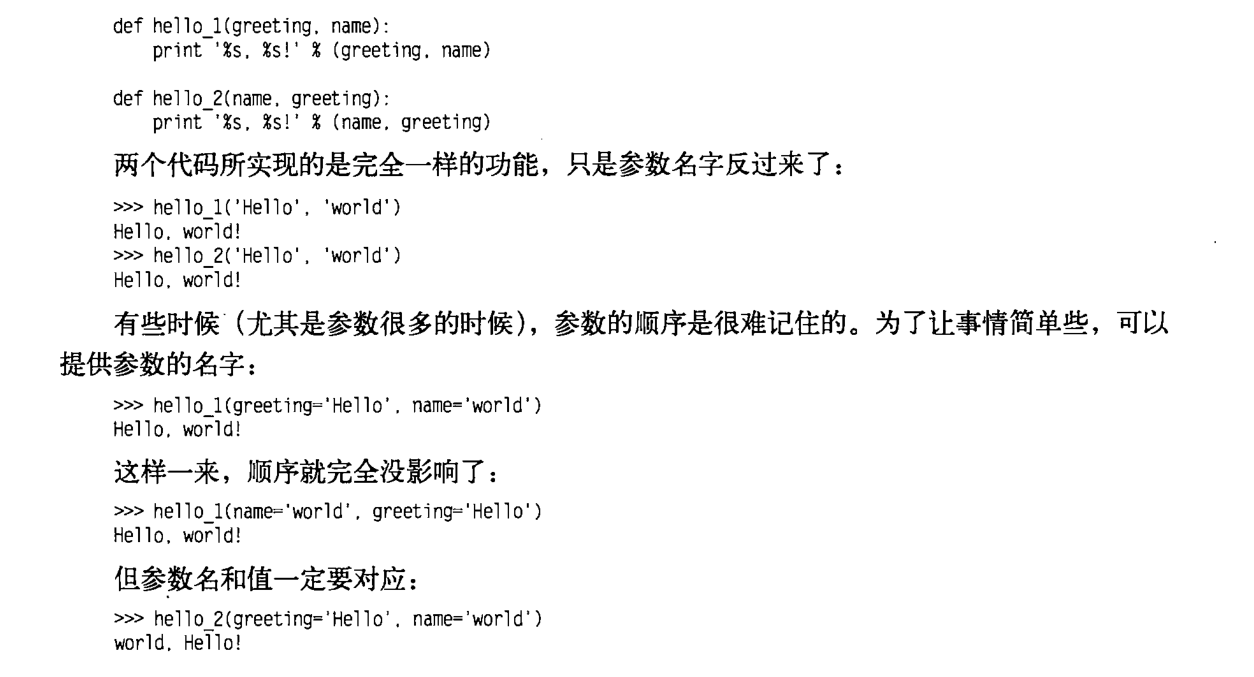 def hello_1(greeting, name):
print '%s, %s!' % (greeting, name)
def hello_2(name, greeting):
print '%s, %s!' % (name, greeting)
两个代码所实现的是完全一样的功能，只是参数名字反过来了：
>>> hello_1('Hello', 'world')
Hello, world!
>>> hello_2('Hello', 'world')
Hello, world!
有些时候（尤其是参数很多的时候），参数的顺序是很难记住的。为了让事情简单些，可以
提供参数的名字：
>>> hello_1(greeting='Hello', name='world')
Hello, world!
这样一来，顺序就完全没影响了：
>>> hello_1(name='world', greeting='Hello')
Hello, world!
但参数名和值一定要对应：
>>> hello_2(greeting='Hello', name='world')
world, Hello!